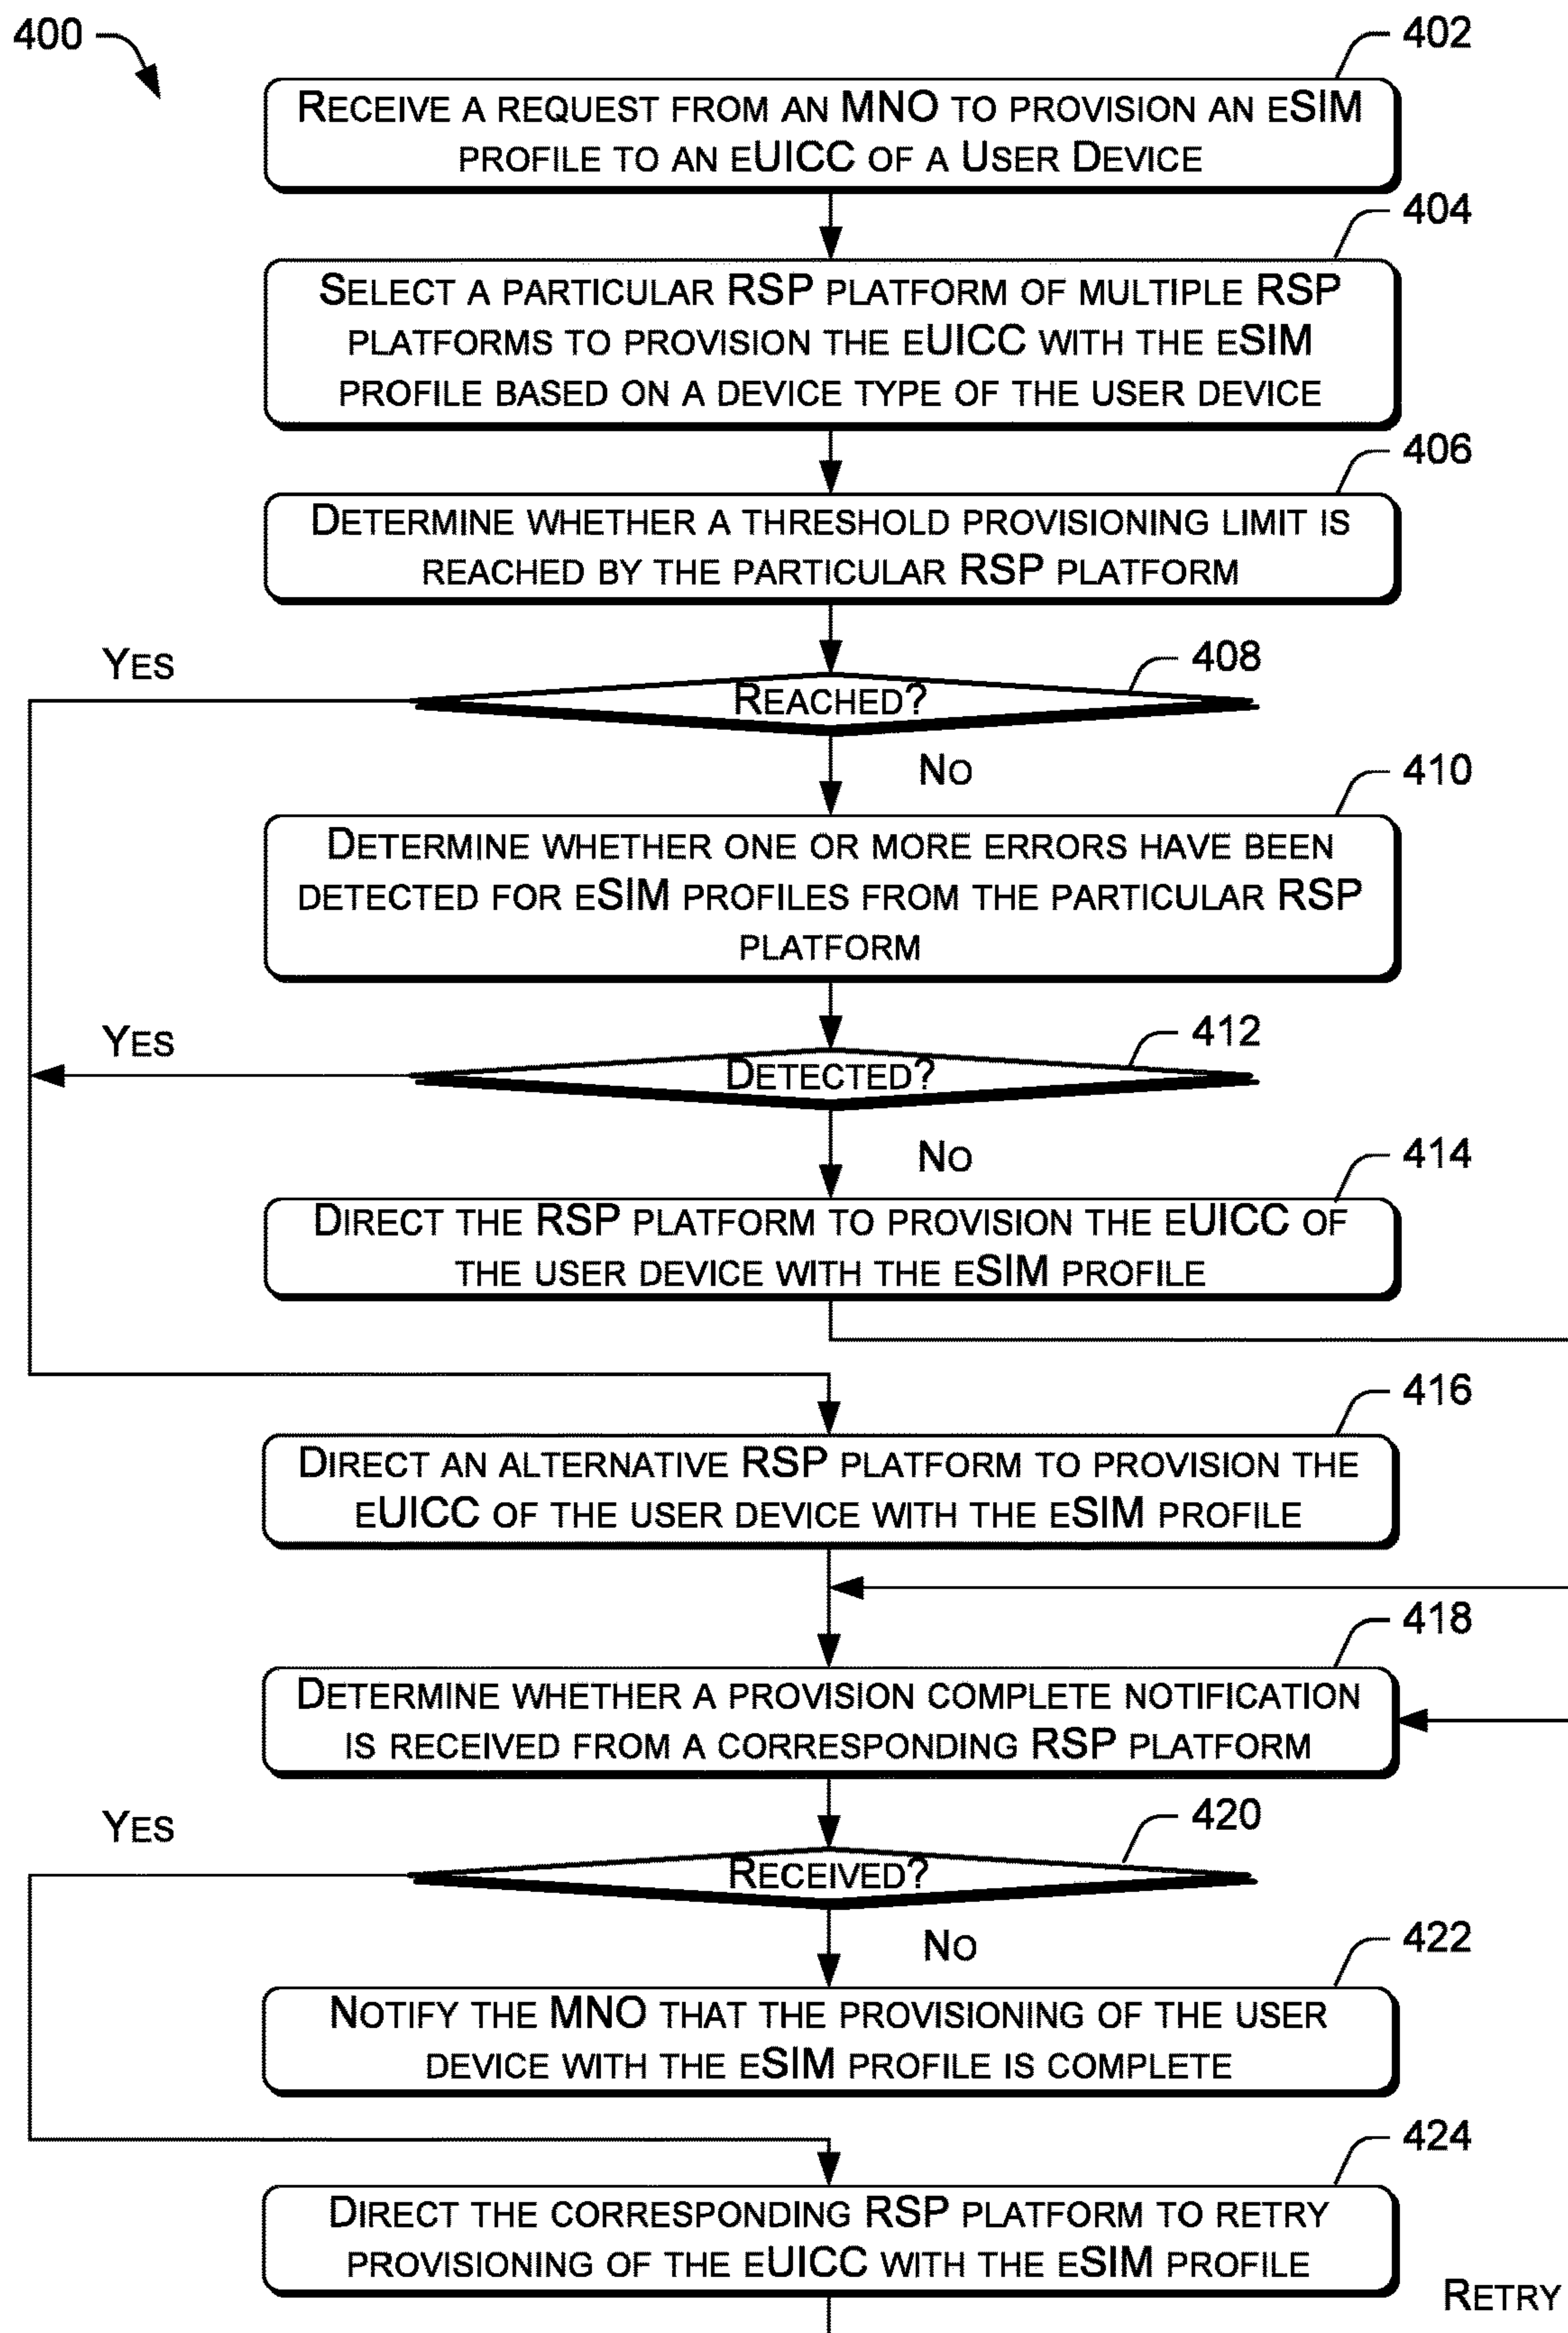 400
402
RECEIVE A REQUEST FROM AN MNO TO PROVISION AN ESIM
PROFILE TO AN EUICC OF A USER DEVICE
404
SELECT A PARTICULAR RSP PLATFORM OF MULTIPLE RSP
PLATFORMS TO PROVISION THE EUICC WITH THE ESIM
PROFILE BASED ON A DEVICE TYPE OF THE USER DEVICE
406
DETERMINE WHETHER A THRESHOLD PROVISIONING LIMIT IS
REACHED BY THE PARTICULAR RSP PLATFORM
YES
408
REACHED?
NO
410
DETERMINE WHETHER ONE OR MORE ERRORS HAVE BEEN
DETECTED FOR ESIM PROFILES FROM THE PARTICULAR RSP
PLATFORM
YES
412
DETECTED?
NO
414
DIRECT THE RSP PLATFORM TO PROVISION THE EUICC OF
THE USER DEVICE WITH THE ESIM PROFILE
416
DIRECT AN ALTERNATIVE RSP PLATFORM TO PROVISION THE
EUICC OF THE USER DEVICE WITH THE ESIM PROFILE
418
DETERMINE WHETHER A PROVISION COMPLETE NOTIFICATION
IS RECEIVED FROM A CORRESPONDING RSP PLATFORM
YES
420
RECEIVED?
NO
422
NOTIFY THE MNO THAT THE PROVISIONING OF THE USER
DEVICE WITH THE ESIM PROFILE IS COMPLETE
424
DIRECT THE CORRESPONDING RSP PLATFORM TO RETRY
PROVISIONING OF THE EUICC WITH THE ESIM PROFILE
RETRY